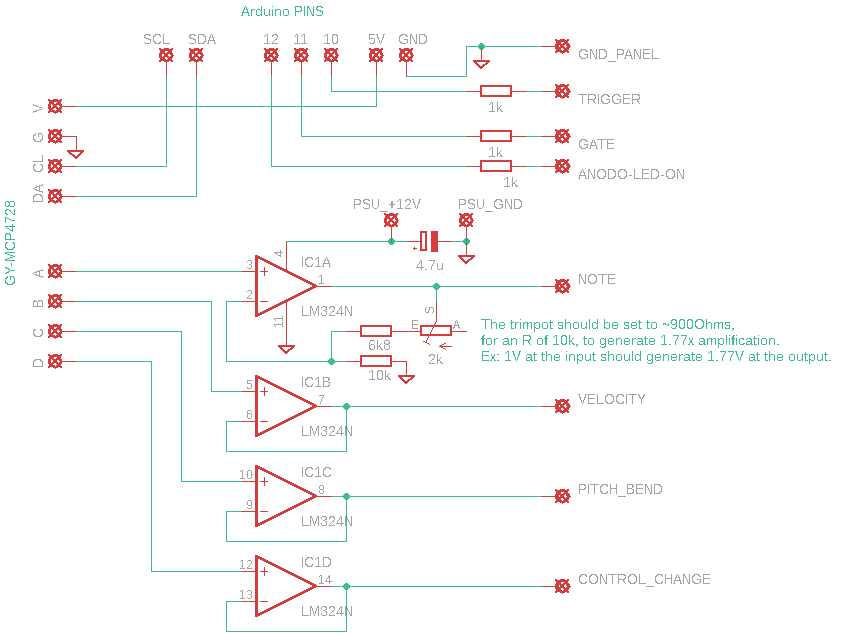 Arduino PINS
SCL
SDA
12
11
10
5V
GND
GND_PANEL
1k
TRIGGER
1k
GATE
1k
ANODO-LED-ON
V
G
CL
DA
GY-MCP4728
PSU_+12V
PSU_GND
4.7u
A
B
C
D
3
2
4
11
1
IC1A
LM324N
NOTE
S
E
A
6k8
2k
10k
The trimpot should be set to ~900Ohms,
for an R of 10k, to generate 1.77x amplification.
Ex: 1V at the input should generate 1.77V at the output.
5
6
7
IC1B
LM324N
VELOCITY
10
9
8
IC1C
LM324N
PITCH_BEND
12
13
14
IC1D
LM324N
CONTROL_CHANGE